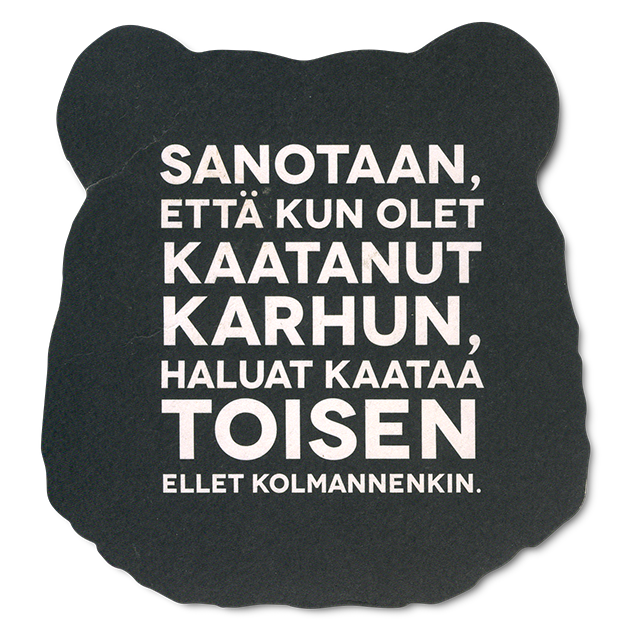 SANOTAAN,
ETTÄ KUN OLET
KAATANUT
KARHUN,
HALUAT KAATAA
TOISEN
ELLET KOLMANNENKIN.